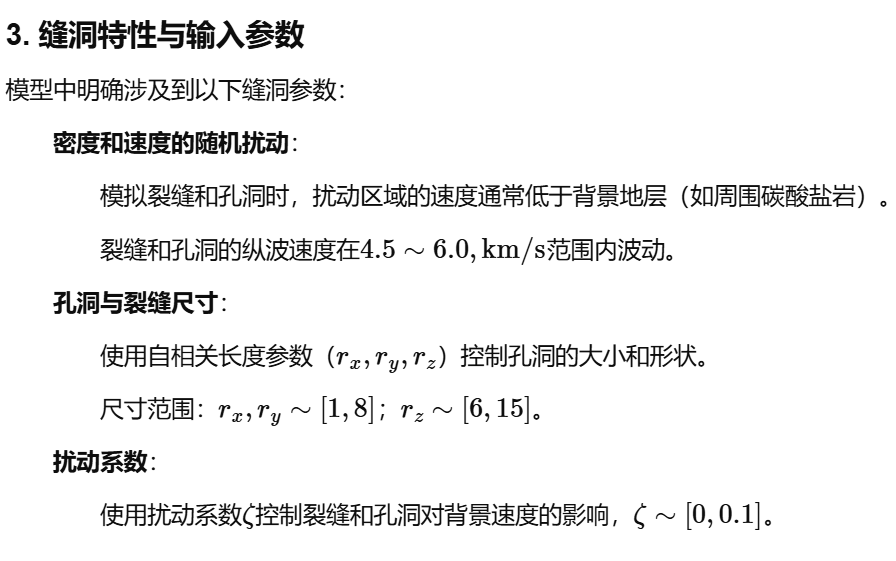 3. 缝洞特性与输入参数
模型中明确涉及到以下缝洞参数：
密度和速度的随机扰动：
模拟裂缝和孔洞时，扰动区域的速度通常低于背景地层（如周围碳酸盐岩）。
裂缝和孔洞的纵波速度在4.5 ∼ 6.0, km/s范围内波动。
孔洞与裂缝尺寸：
使用自相关长度参数（r_x, r_y, r_z）控制孔洞的大小和形状。
尺寸范围：r_x, r_y ∼ [1, 8]；r_z ∼ [6, 15]。
扰动系数：
使用扰动系数ζ控制裂缝和孔洞对背景速度的影响，ζ ∼ [0, 0.1]。